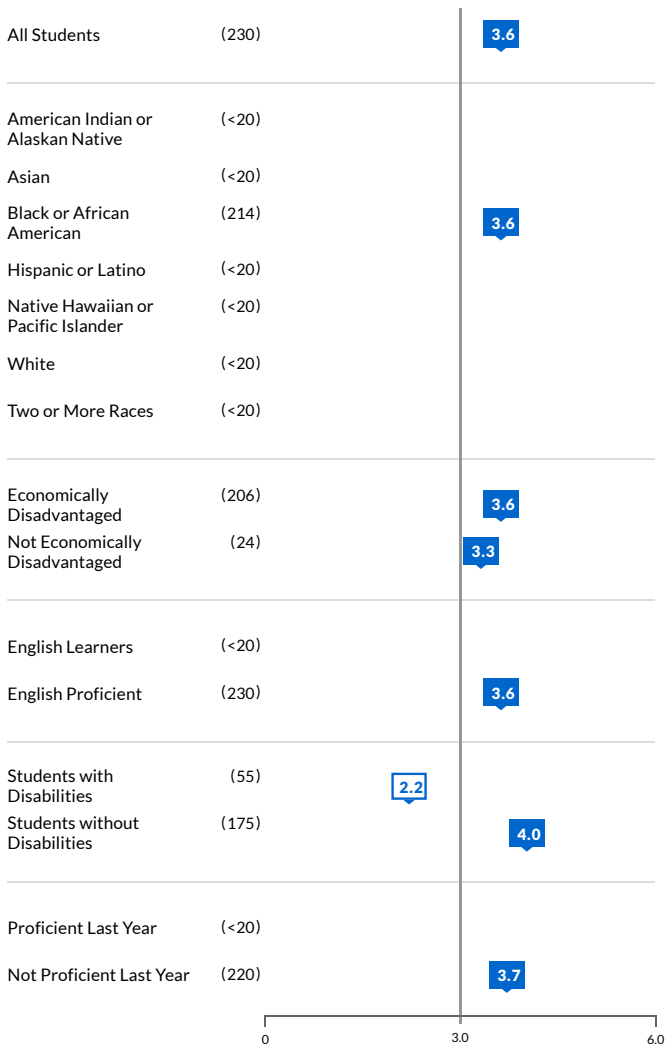 All Students (230) 3.6
American Indian or (<20)
Alaskan Native
Asian (<20)
Black or African (214) 3.6
American
Hispanic or Latino (<20)
Native Hawaiian or (<20)
Pacific Islander
White (<20)
Two or More Races (<20)
Economically (206) 3.6
Disadvantaged
Not Economically (24) 3.3
Disadvantaged
English Learners (<20)
English Proficient (230) 3.6
Students with (55) 2.2
Disabilities
Students without (175) 4.0
Disabilities
Proficient Last Year (<20)
Not Proficient Last Year (220) 3.7
0 3.0 6.0